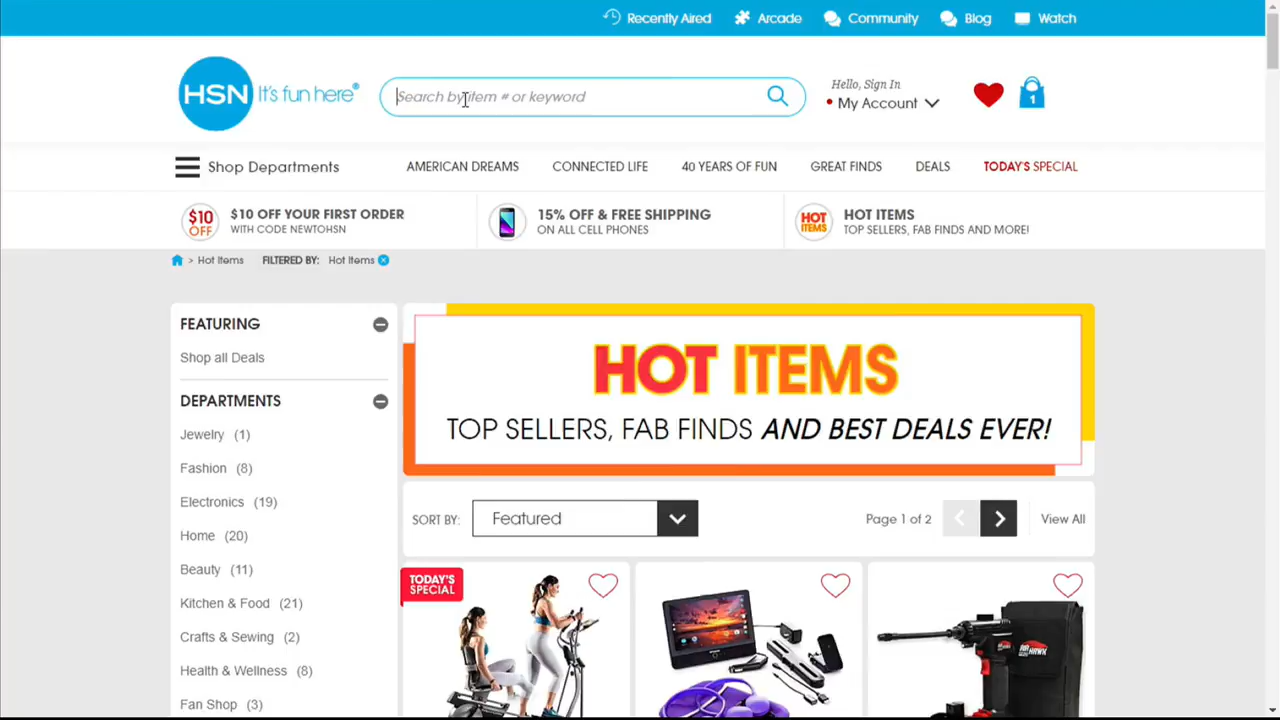 Recently Aired Arcade Community Blog Watch
HSN It's fun here®
Search by item # or keyword
Hello, Sign In
My Account
1
Shop Departments AMERICAN DREAMS CONNECTED LIFE 40 YEARS OF FUN GREAT FINDS DEALS TODAY'S SPECIAL
$10 OFF
$10 OFF YOUR FIRST ORDER
WITH CODE NEWTOHSN
15% OFF & FREE SHIPPING
ON ALL CELL PHONES
HOT ITEMS
HOT ITEMS
TOP SELLERS, FAB FINDS AND MORE!
> Hot Items FILTERED BY: Hot Items
FEATURING
Shop all Deals
DEPARTMENTS
Jewelry (1)
Fashion (8)
Electronics (19)
Home (20)
Beauty (11)
Kitchen & Food (21)
Crafts & Sewing (2)
Health & Wellness (8)
Fan Shop (3)
HOT ITEMS
TOP SELLERS, FAB FINDS AND BEST DEALS EVER!
SORT BY: Featured Page 1 of 2 View All
TODAY'S
SPECIAL
AIR HAWK